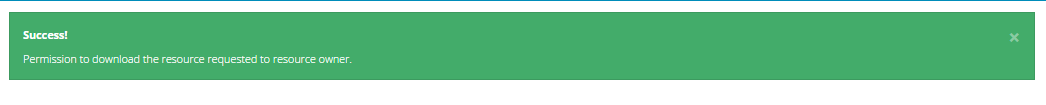 Success!
Permission to download the resource requested to resource owner.